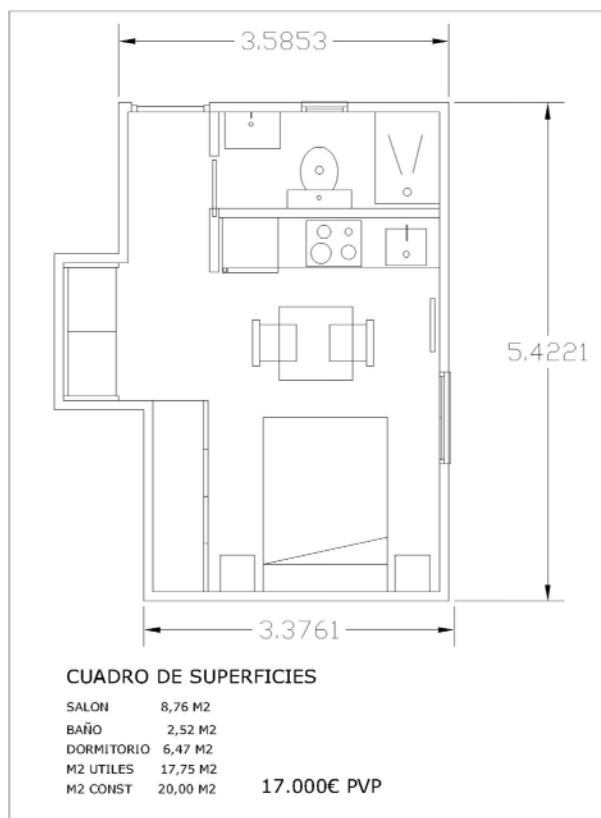 3.5853
5.4221
3.3761
CUADRO DE SUPERFICIES
SALON 8,76 M2
BAÑO 2,52 M2
DORMITORIO 6,47 M2
M2 UTILES 17,75 M2
M2 CONST 20,00 M2 17.000€ PVP